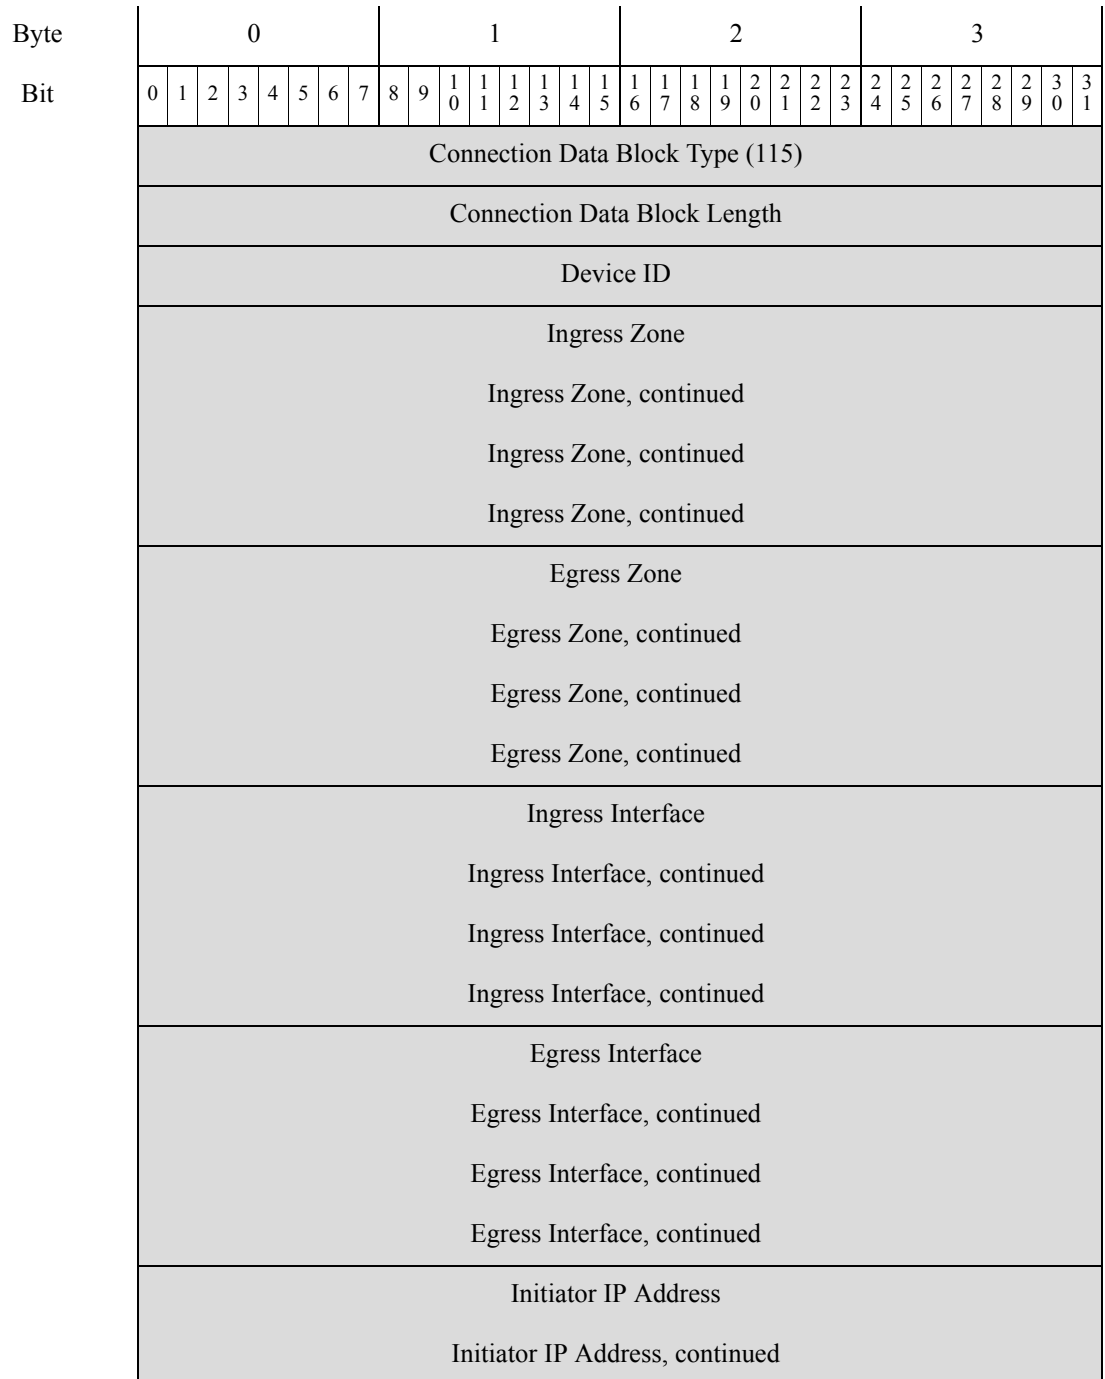 Byte 0 1 2 3
Bit 0 1 2 3 4 5 6 7 8 9 10 11 12 13 14 15 16 17 18 19 20 21 22 23 24 25 26 27 28 29 30 31
Connection Data Block Type (115)
Connection Data Block Length
Device ID
Ingress Zone
Ingress Zone, continued
Ingress Zone, continued
Ingress Zone, continued
Egress Zone
Egress Zone, continued
Egress Zone, continued
Egress Zone, continued
Ingress Interface
Ingress Interface, continued
Ingress Interface, continued
Ingress Interface, continued
Egress Interface
Egress Interface, continued
Egress Interface, continued
Egress Interface, continued
Initiator IP Address
Initiator IP Address, continued